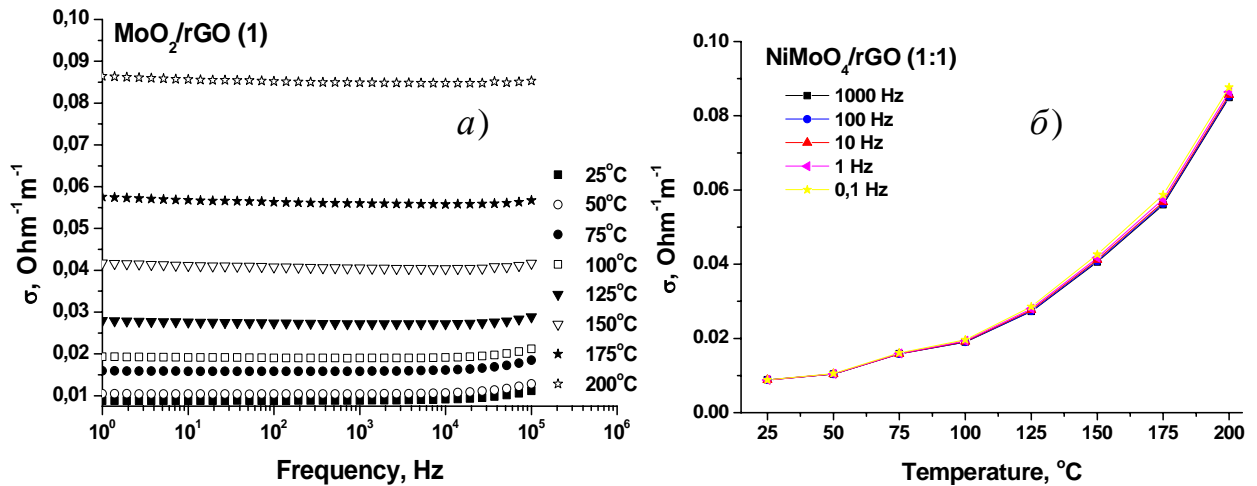 MoO2/rGO (1)
а)
σ, Ohm-1m-1
0,10
0,09
0,08
0,07
0,06
0,05
0,04
0,03
0,02
0,01
25°C
50°C
75°C
100°C
125°C
150°C
175°C
200°C
10^0 10^1 10^2 10^3 10^4 10^5 10^6
Frequency, Hz
NiMoO4/rGO (1:1)
1000 Hz
100 Hz
10 Hz
1 Hz
0,1 Hz
б)
σ, Ohm-1m-1
0.10
0.08
0.06
0.04
0.02
0.00
25 50 75 100 125 150 175 200
Temperature, °C